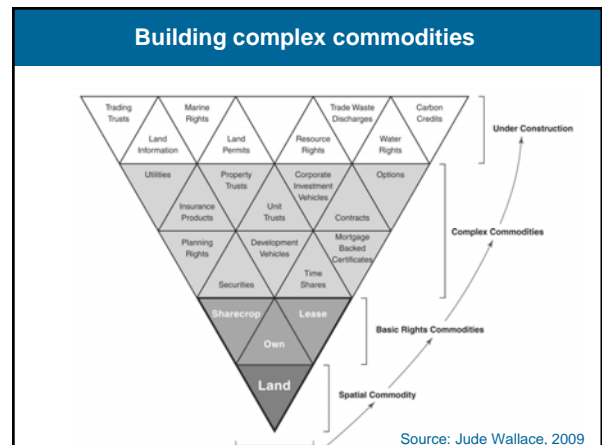 Building complex commodities
Trading
Trusts
Marine
Rights
Trade Waste
Discharges
Carbon
Credits
Land
Information
Land
Permits
Resource
Rights
Water
Rights
Under Construction
Utilities
Property
Trusts
Corporate
Investment
Vehicles
Options
Insurance
Products
Unit
Trusts
Contracts
Complex Commodities
Planning
Rights
Development
Vehicles
Mortgage
Backed
Certificates
Securities
Time
Shares
Sharecrop
Lease
Own
Basic Rights Commodities
Land
Spatial Commodity
Source: Jude Wallace, 2009